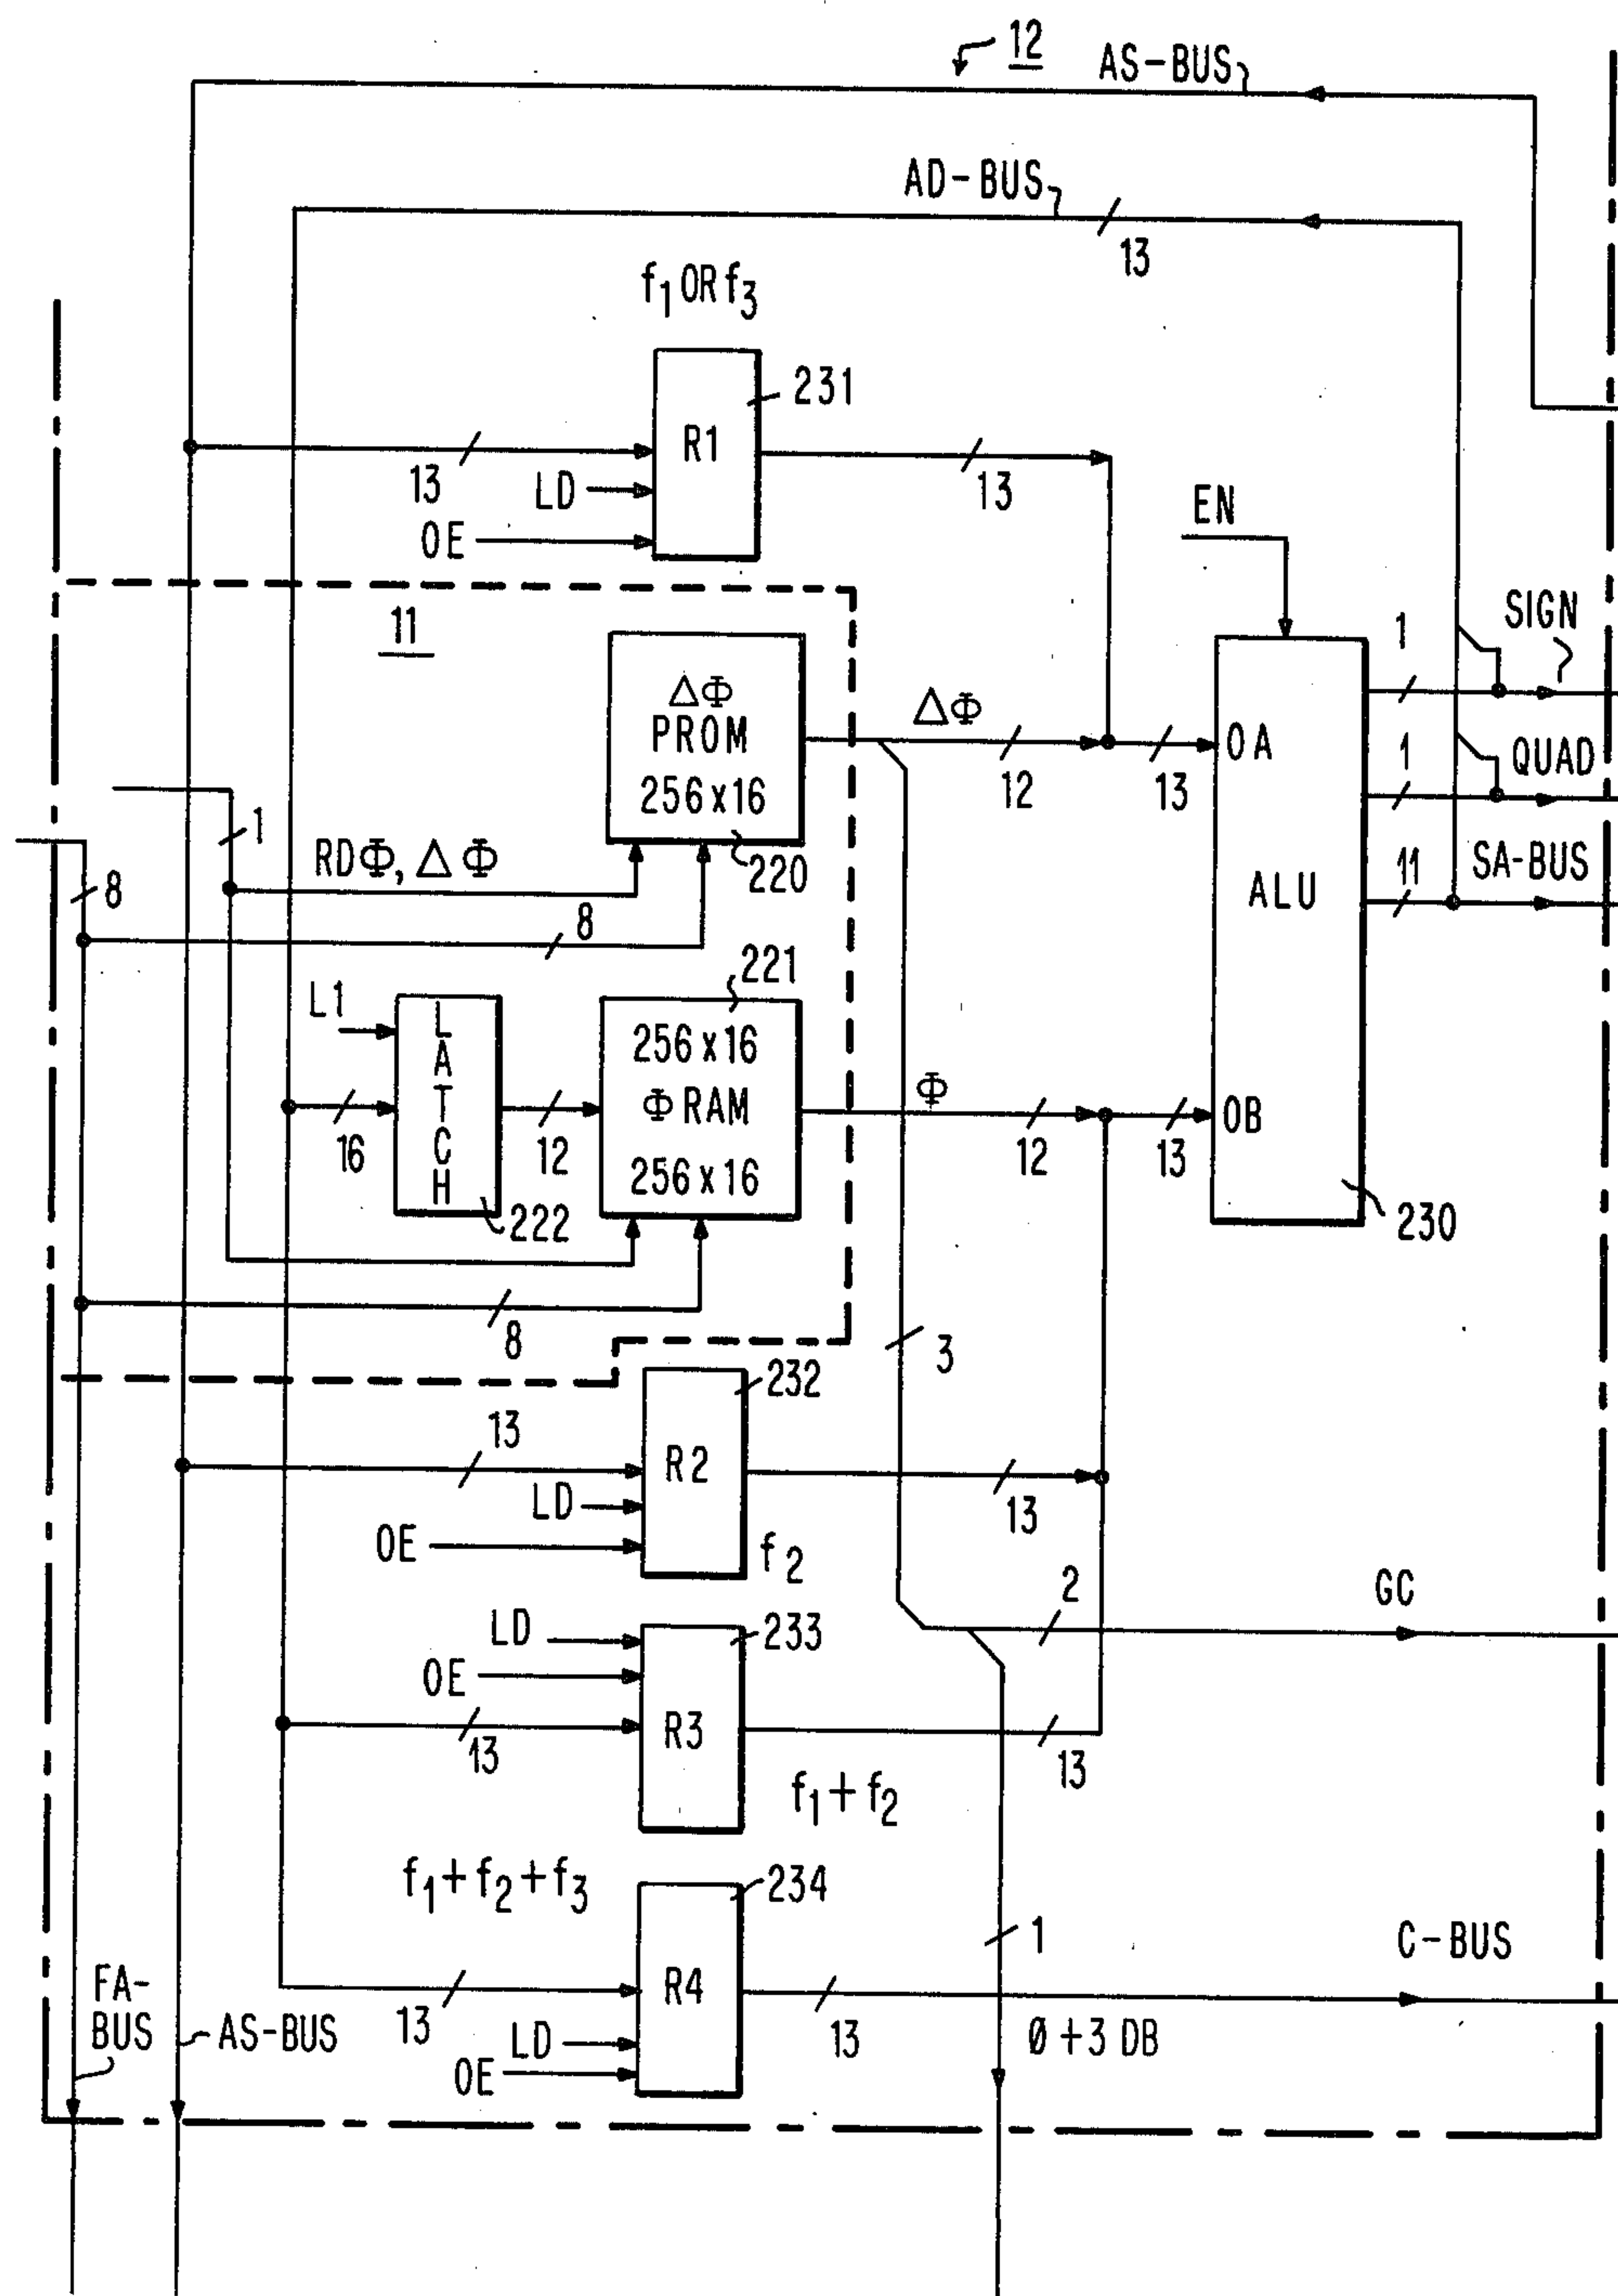 12
AS-BUS
AD-BUS
13
f1 OR f3
231
R1
13
LD
OE
13
EN
11
ΔΦ
PROM
256x16
220
ΔΦ
12
13
OA
1
SIGN
1
QUAD
11
SA-BUS
ALU
1
RDΦ, ΔΦ
8
8
221
L1
LATCH
16
222
12
256x16
Φ RAM
256x16
Φ
12
13
OB
230
8
3
232
13
R2
LD
OE
f2
13
2
GC
LD
233
OE
R3
13
13
f1+f2
f1+f2+f3
234
R4
13
LD
OE
13
1
C-BUS
Ø+3 DB
FA-
BUS
AS-BUS